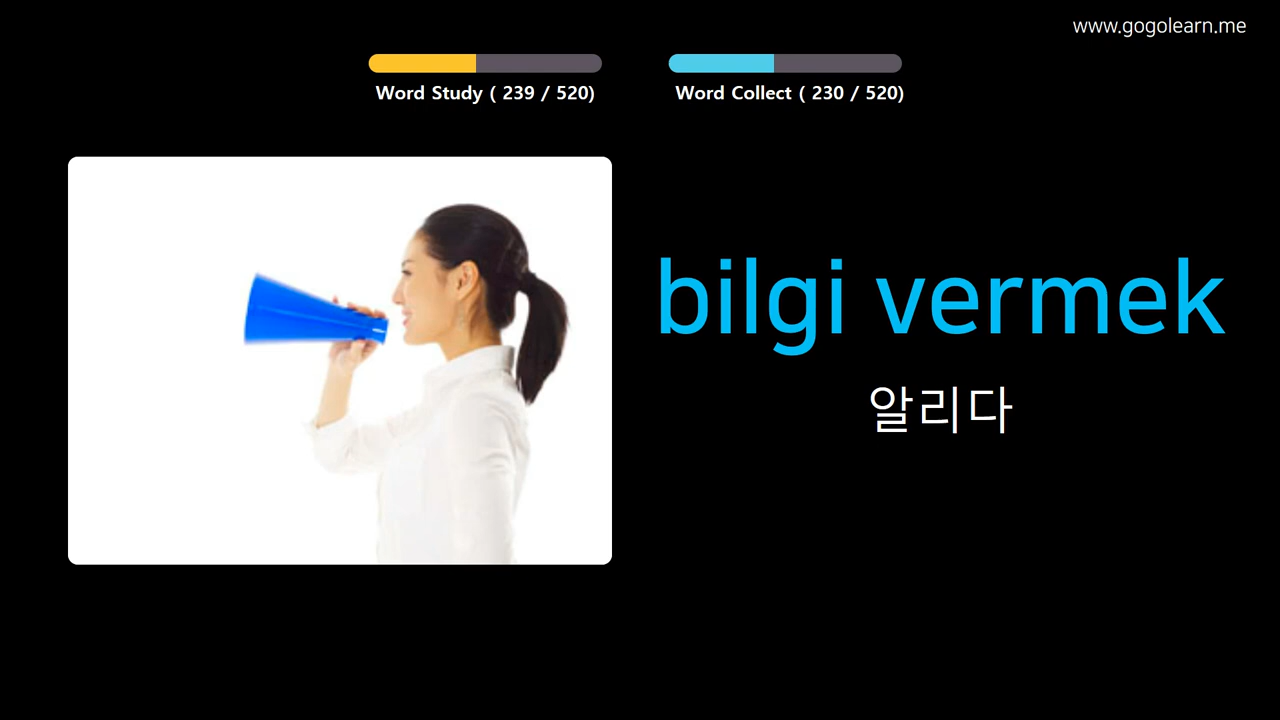 www.gogolearn.me
Word Study ( 239 / 520)
Word Collect ( 230 / 520)
bilgi vermek
알리다